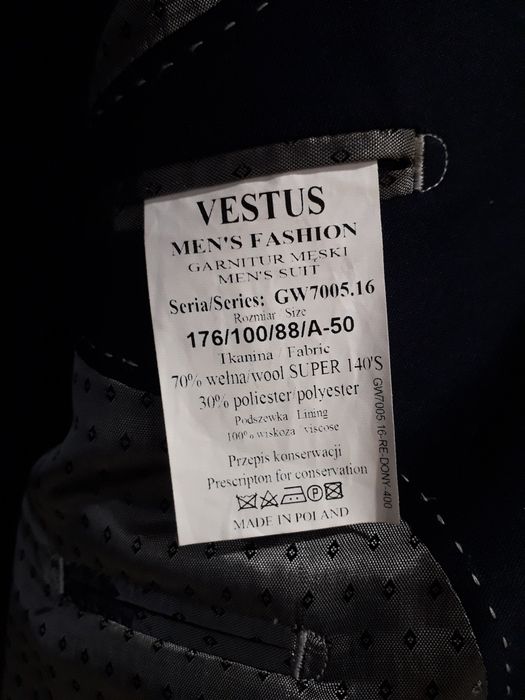 VESTUS
MEN'S FASHION
GARNITUR MĘSKI
MEN'S SUIT
Seria/Series: GW7005.16
Rozmiar Size
176/100/88/A-50
Tkanina / Fabric
70% wełna/wool SUPER 140'S
30% poliester/polyester
Podszewka Lining
100% wiskoza viscose
Przepis konserwacji
Prescripton for conservation
P
MADE IN POLAND
GW7005 16-RE-DONY-400